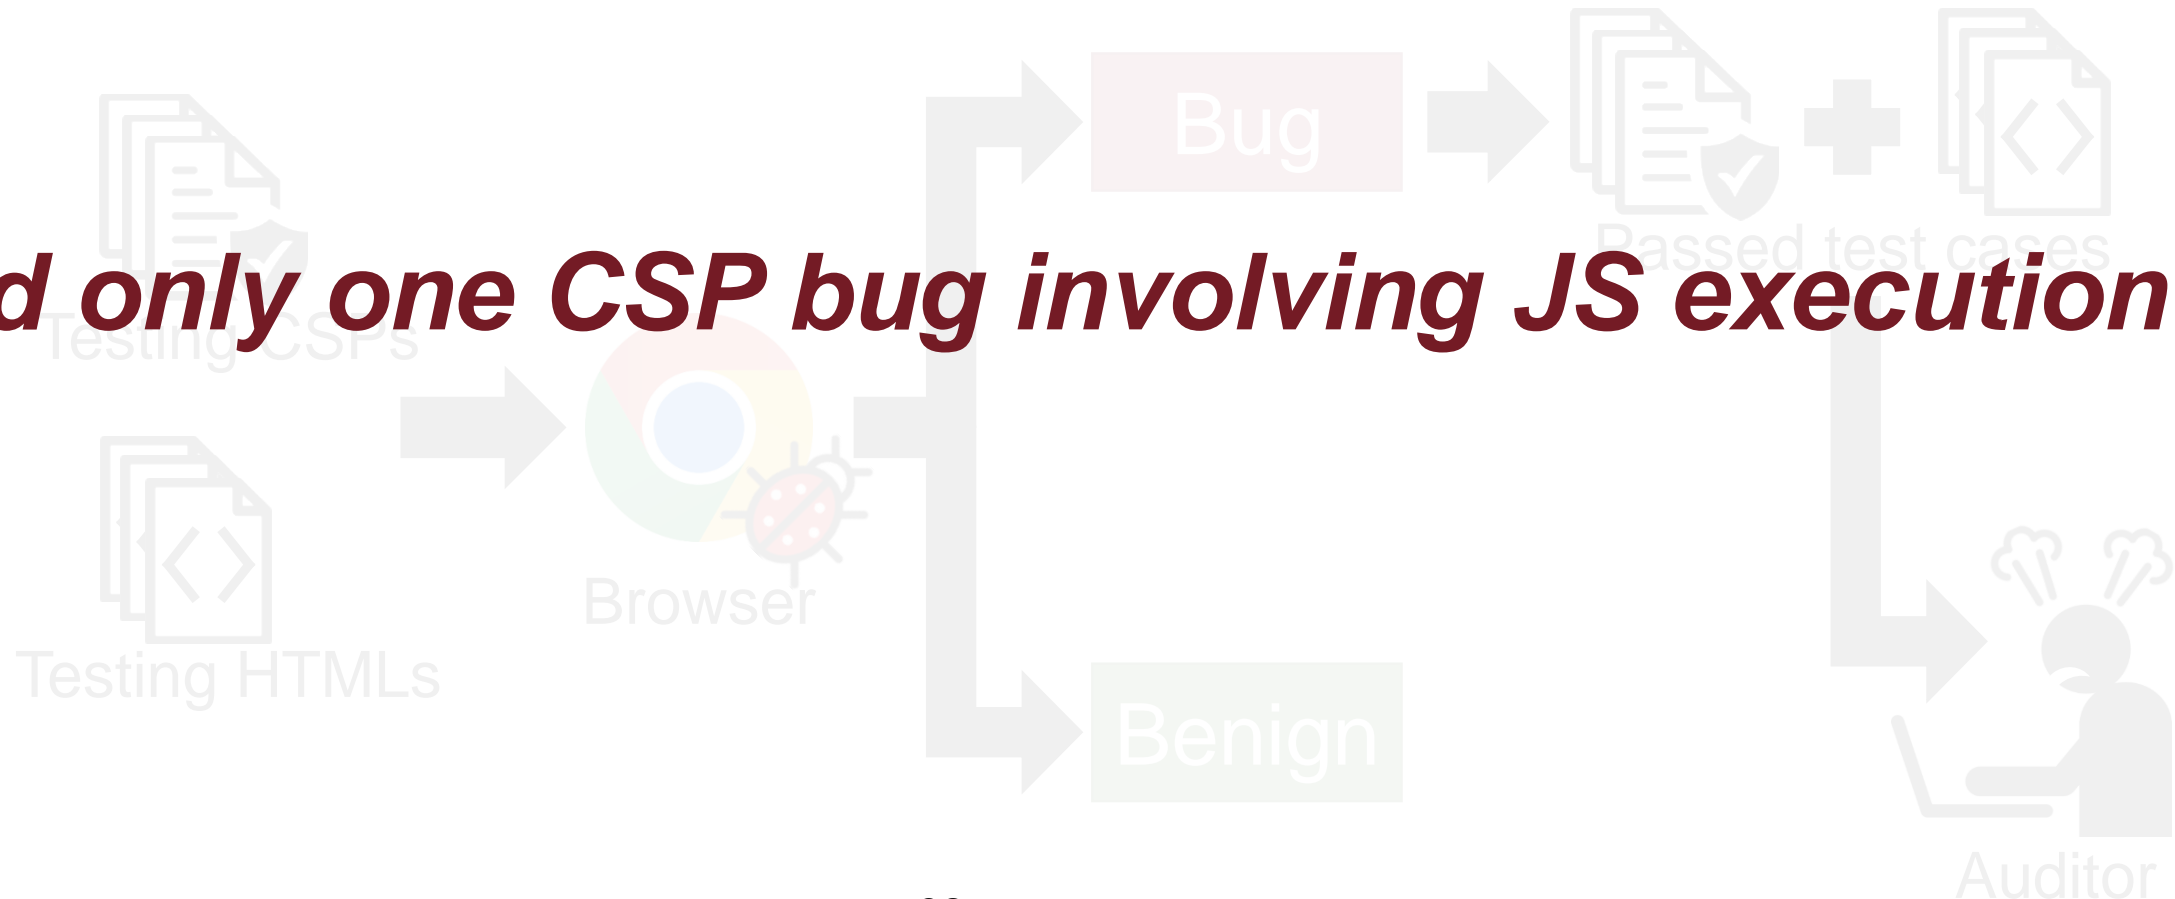 Bug
Passed test cases
only one CSP bug involving JS execution
Testing CSPs
Browser
Testing HTMLs
Benign
Auditor